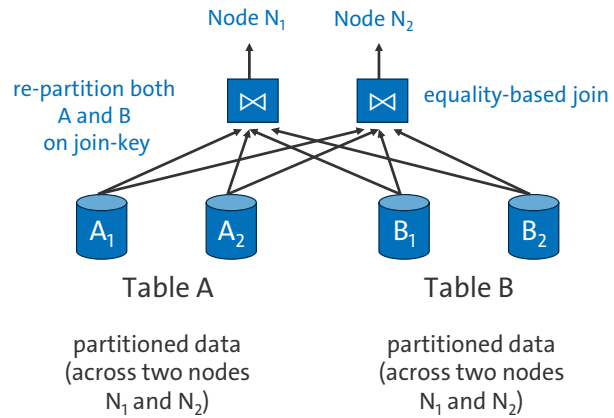 Node N₁
Node N₂
re-partition both
A and B
on join-key
⋈
⋈
equality-based join
A₁
A₂
B₁
B₂
Table A
Table B
partitioned data
(across two nodes
N₁ and N₂)
partitioned data
(across two nodes
N₁ and N₂)